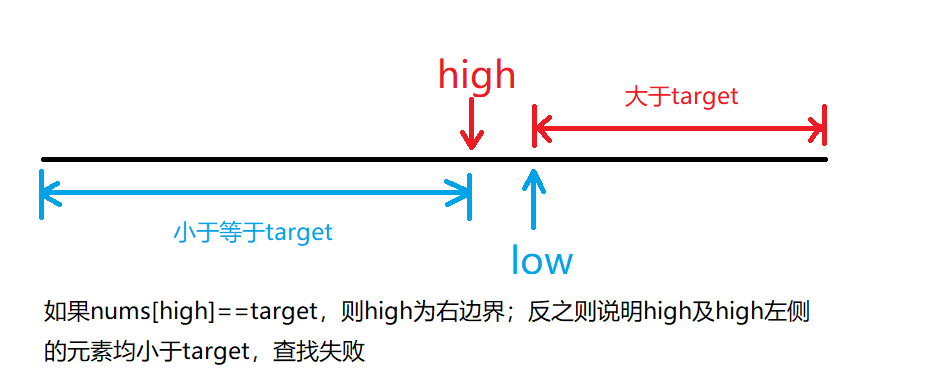 high
大于target
小于等于target
low
如果nums[high]==target，则high为右边界；反之则说明high及high左侧
的元素均小于target，查找失败